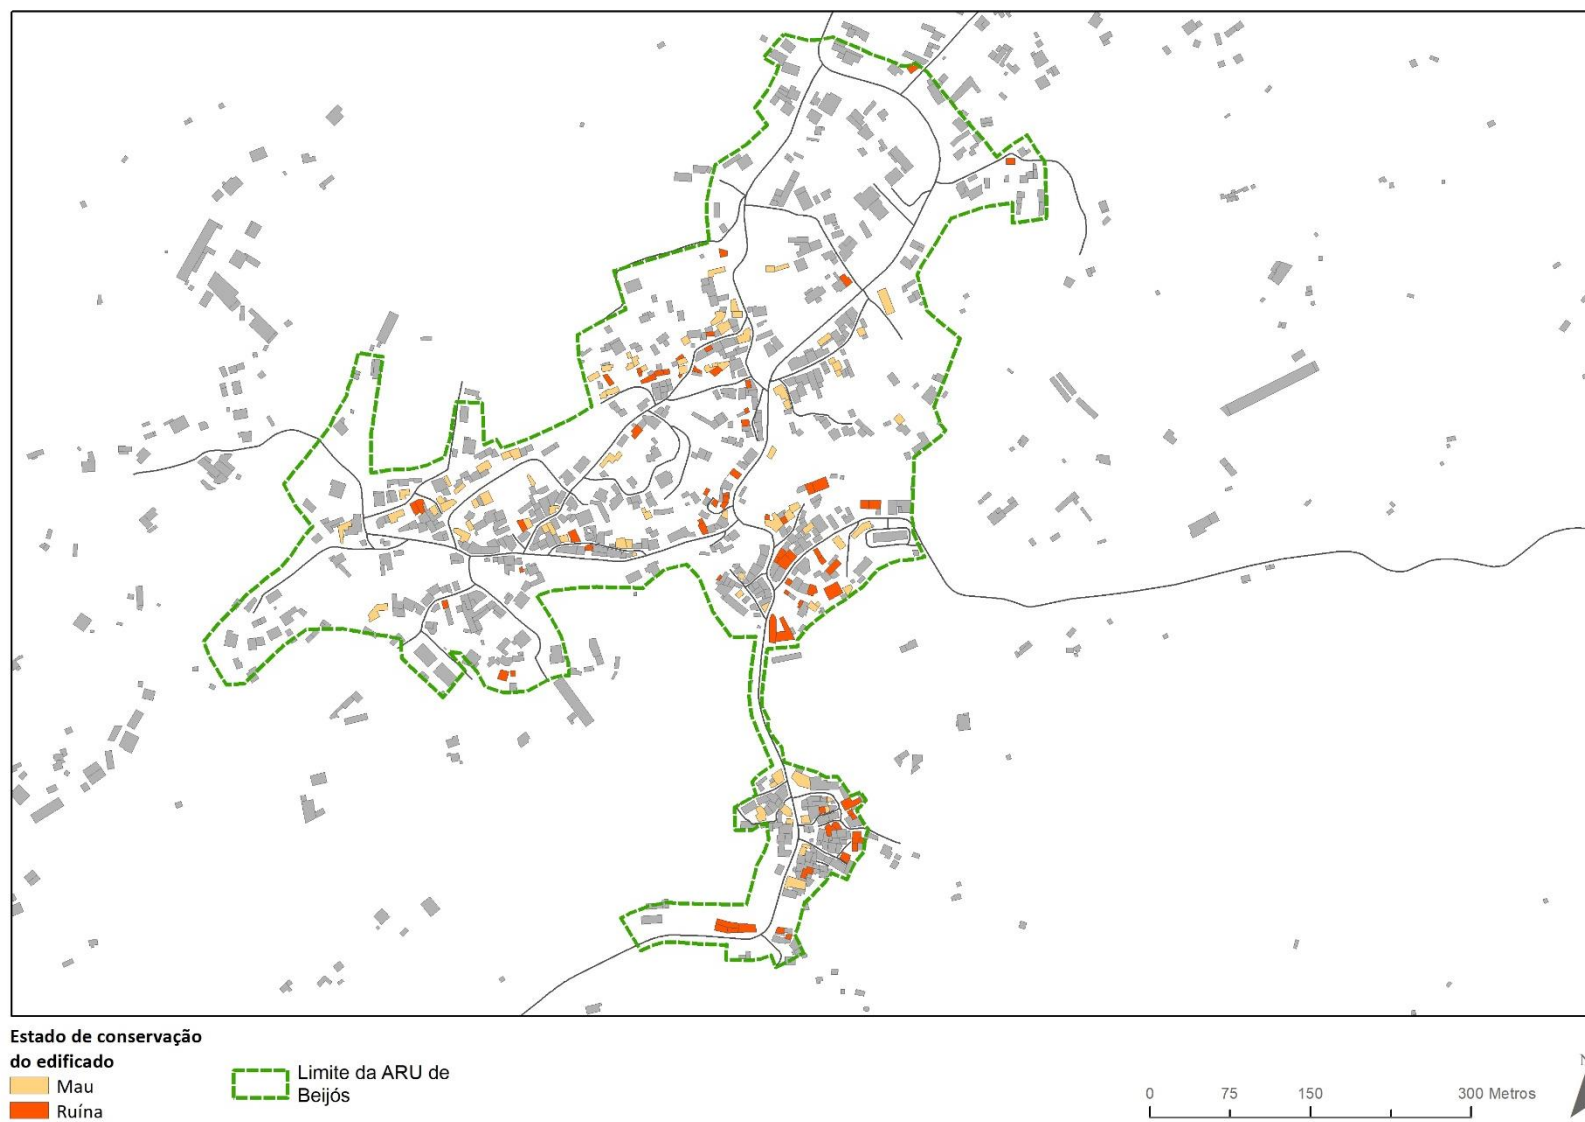 Estado de conservação
do edificado
Mau
Ruína
Limite da ARU de
Beijós
0 75 150 300 Metros
N